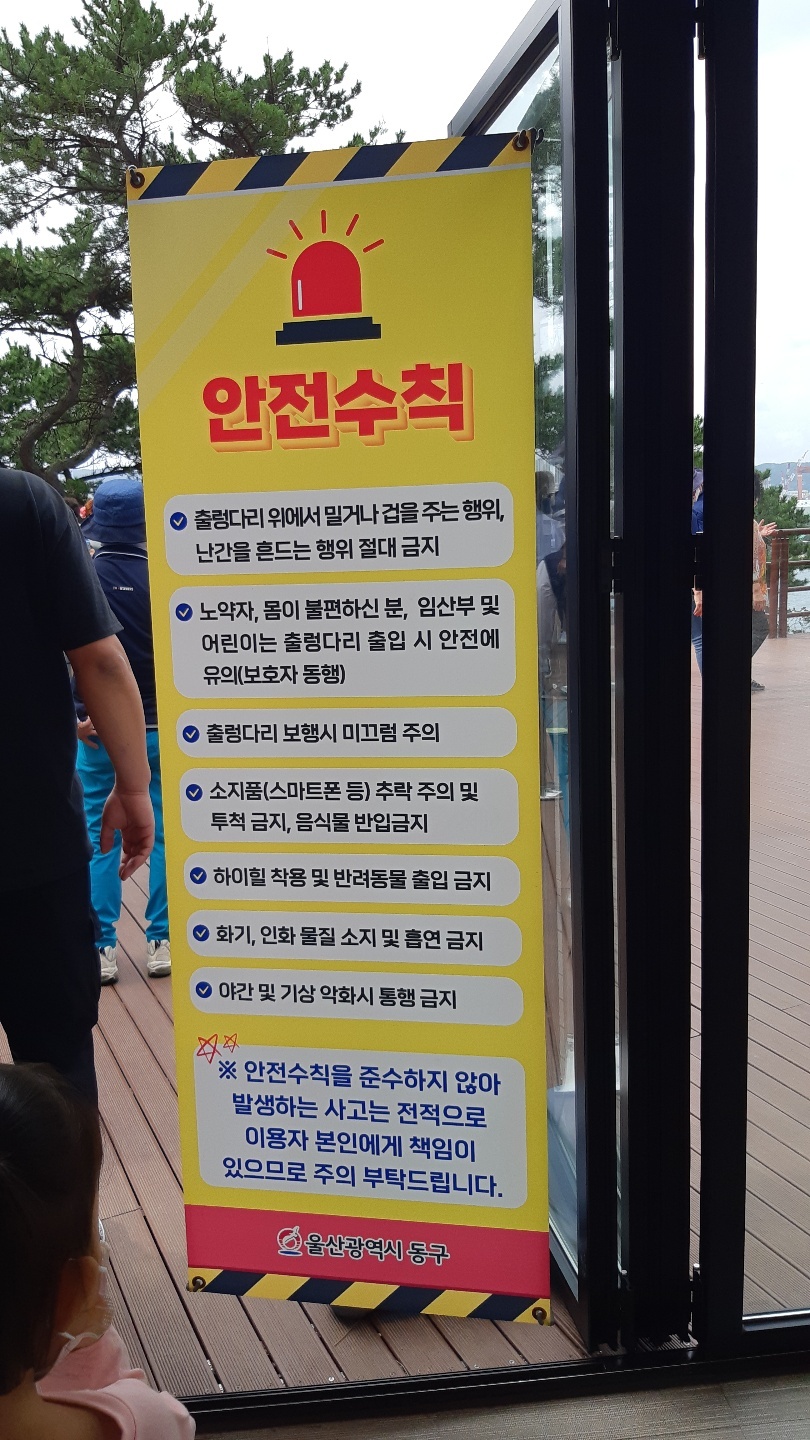 안전수칙
출렁다리 위에서 밀거나 겁을 주는 행위,
난간을 흔드는 행위 절대 금지
노약자, 몸이 불편하신 분, 임산부 및
어린이는 출렁다리 출입 시 안전에
유의(보호자 동행)
출렁다리 보행시 미끄럼 주의
소지품(스마트폰 등) 추락 주의 및
투척 금지, 음식물 반입금지
하이힐 착용 및 반려동물 출입 금지
화기, 인화 물질 소지 및 흡연 금지
야간 및 기상 악화시 통행 금지
※ 안전수칙을 준수하지 않아
발생하는 사고는 전적으로
이용자 본인에게 책임이
있으므로 주의 부탁드립니다.
울산광역시 동구